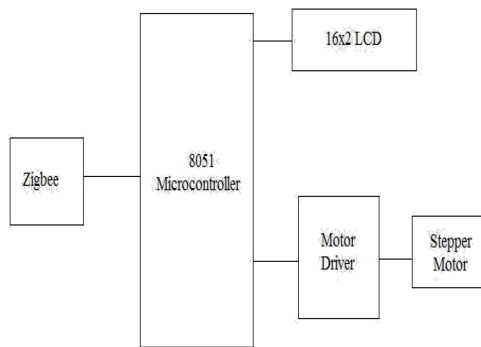 16x2 LCD
Zigbee
8051
Microcontroller
Motor
Driver
Stepper
Motor